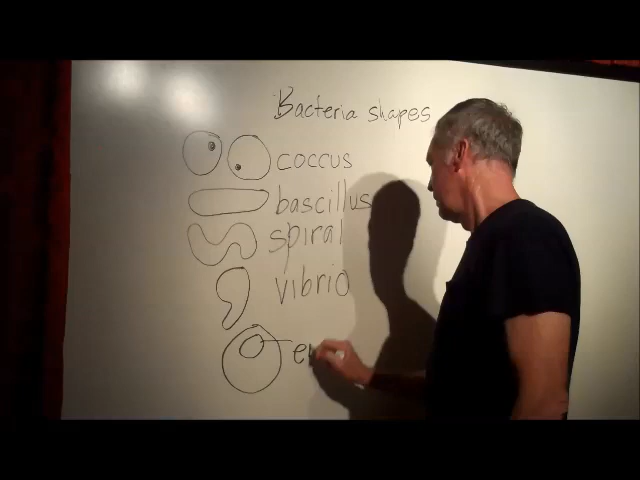 Bacteria shapes
coccus
bascillus
spiral
vibrio